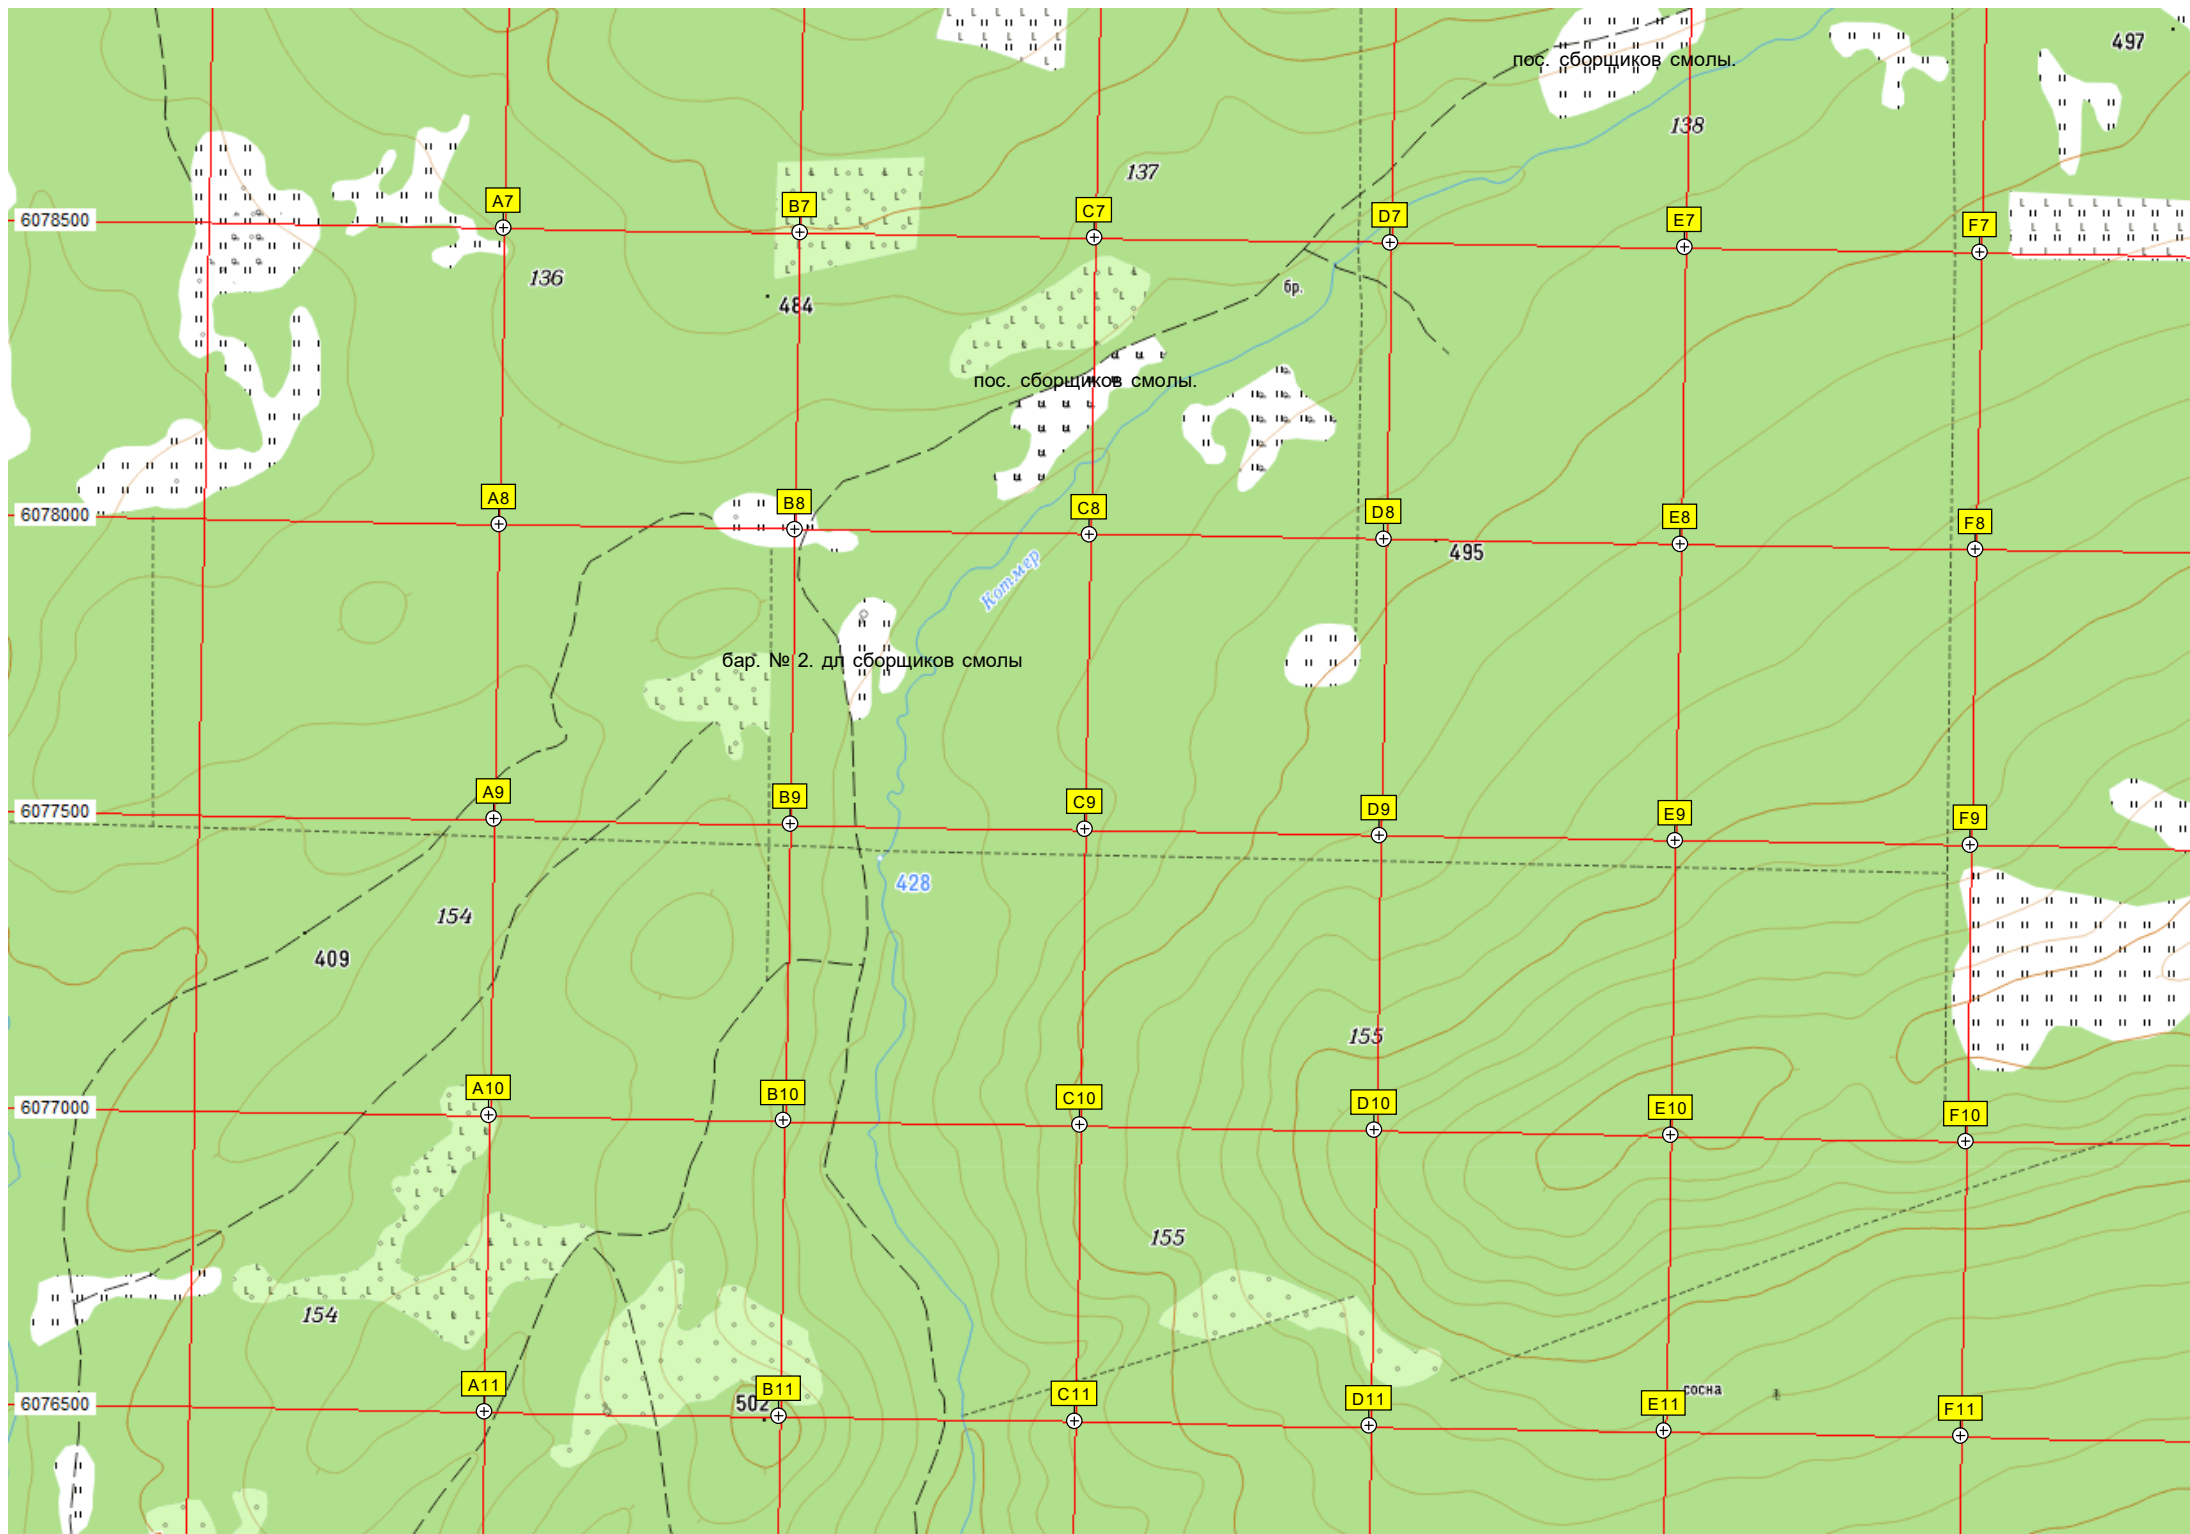 497
пос. сборщиков смолы.
138
137
A7
B7
C7
D7
E7
F7
6078500
136
484
бр.
пос. сборщиков смолы.
A8
B8
C8
D8
E8
F8
6078000
495
Котмер
бар. № 2. дл сборщиков смолы
A9
B9
C9
D9
E9
F9
6077500
428
154
409
155
A10
B10
C10
D10
E10
F10
6077000
155
154
A11
B11
C11
D11
E11
F11
сосна
502
6076500